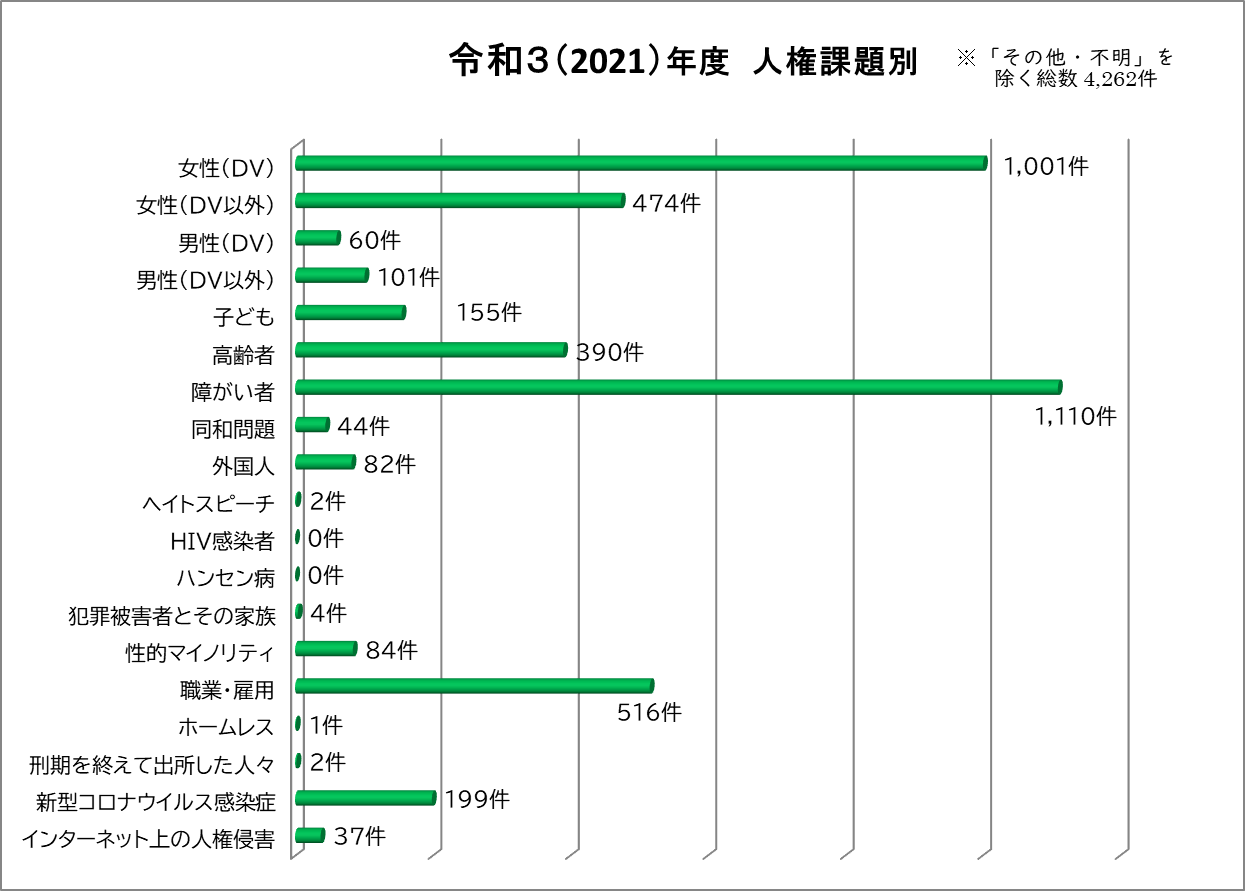 令和３（2021）年度　人権課題別
※「その他・不明」を
除く総数 4,262件
女性（DV） 1,001件
女性（DV以外） 474件
男性（DV） 60件
男性（DV以外） 101件
子ども 155件
高齢者 390件
障がい者 1,110件
同和問題 44件
外国人 82件
ヘイトスピーチ 2件
HIV感染者 0件
ハンセン病 0件
犯罪被害者とその家族 4件
性的マイノリティ 84件
職業・雇用 516件
ホームレス 1件
刑期を終えて出所した人々 2件
新型コロナウイルス感染症 199件
インターネット上の人権侵害 37件